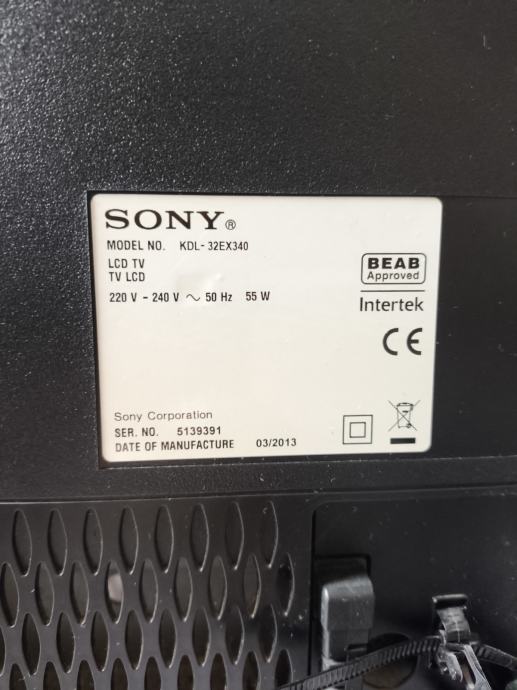 SONY®
MODEL NO. KDL-32EX340
LCD TV
TV LCD
220 V - 240 V ~ 50 Hz 55 W
BEAB
Approved
Intertek
CE
Sony Corporation
SER. NO. 5139391
DATE OF MANUFACTURE 03/2013